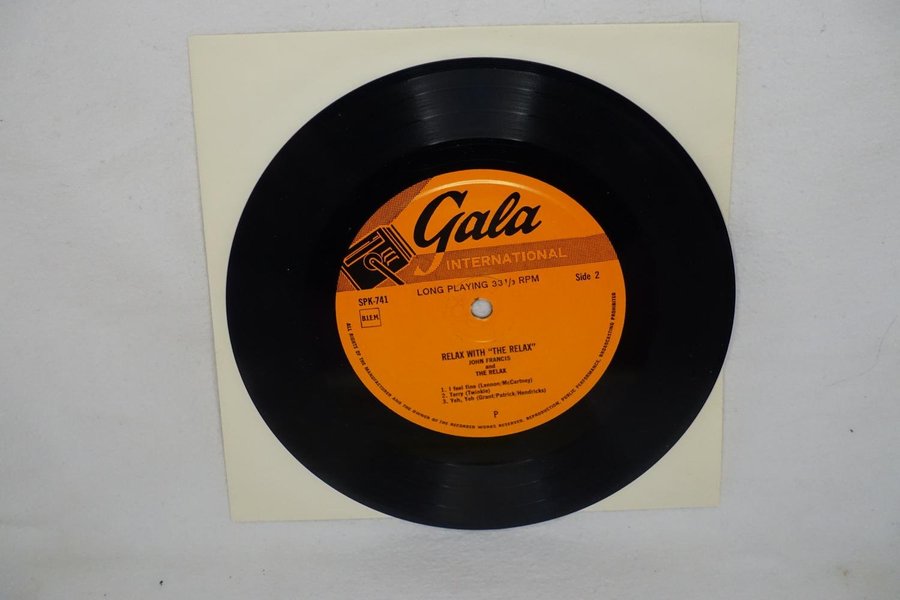 Gala
INTERNATIONAL
LONG PLAYING 33 1/3 RPM
Side 2
SPK-741
B.I.E.M.
RELAX WITH "THE RELAX"
JOHN FRANCIS
and
THE RELAX
1. I feel fine (Lennon/McCartney)
2. Terry (Twinkle)
3. Yeh, Yeh (Grant/Patrick/Hendricks)
P
ALL RIGHTS OF THE MANUFACTURER AND THE OWNER OF THE RECORDED WORKS RESERVED. REPRODUCTION, PUBLIC PERFORMANCE, BROADCASTING PROHIBITED